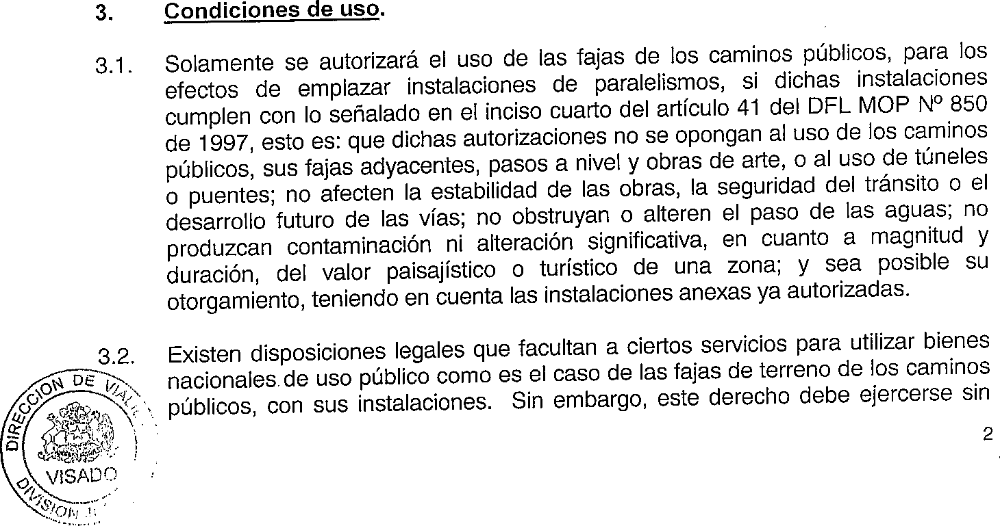 3. Condiciones de uso.
3.1. Solamente se autorizará el uso de las fajas de los caminos públicos, para los
efectos de emplazar instalaciones de paralelismos, si dichas instalaciones
cumplen con lo señalado en el inciso cuarto del artículo 41 del DFL MOP Nº 850
de 1997, esto es: que dichas autorizaciones no se opongan al uso de los caminos
públicos, sus fajas adyacentes, pasos a nivel y obras de arte, o al uso de túneles
o puentes; no afecten la estabilidad de las obras, la seguridad del tránsito o el
desarrollo futuro de las vías; no obstruyan o alteren el paso de las aguas; no
produzcan contaminación ni alteración significativa, en cuanto a magnitud y
duración, del valor paisajístico o turístico de una zona; y sea posible su
otorgamiento, teniendo en cuenta las instalaciones anexas ya autorizadas.
3.2. Existen disposiciones legales que facultan a ciertos servicios para utilizar bienes
nacionales de uso público como es el caso de las fajas de terreno de los caminos
públicos, con sus instalaciones. Sin embargo, este derecho debe ejercerse sin
2
DIRECCION DE
VISADO
DIVISION